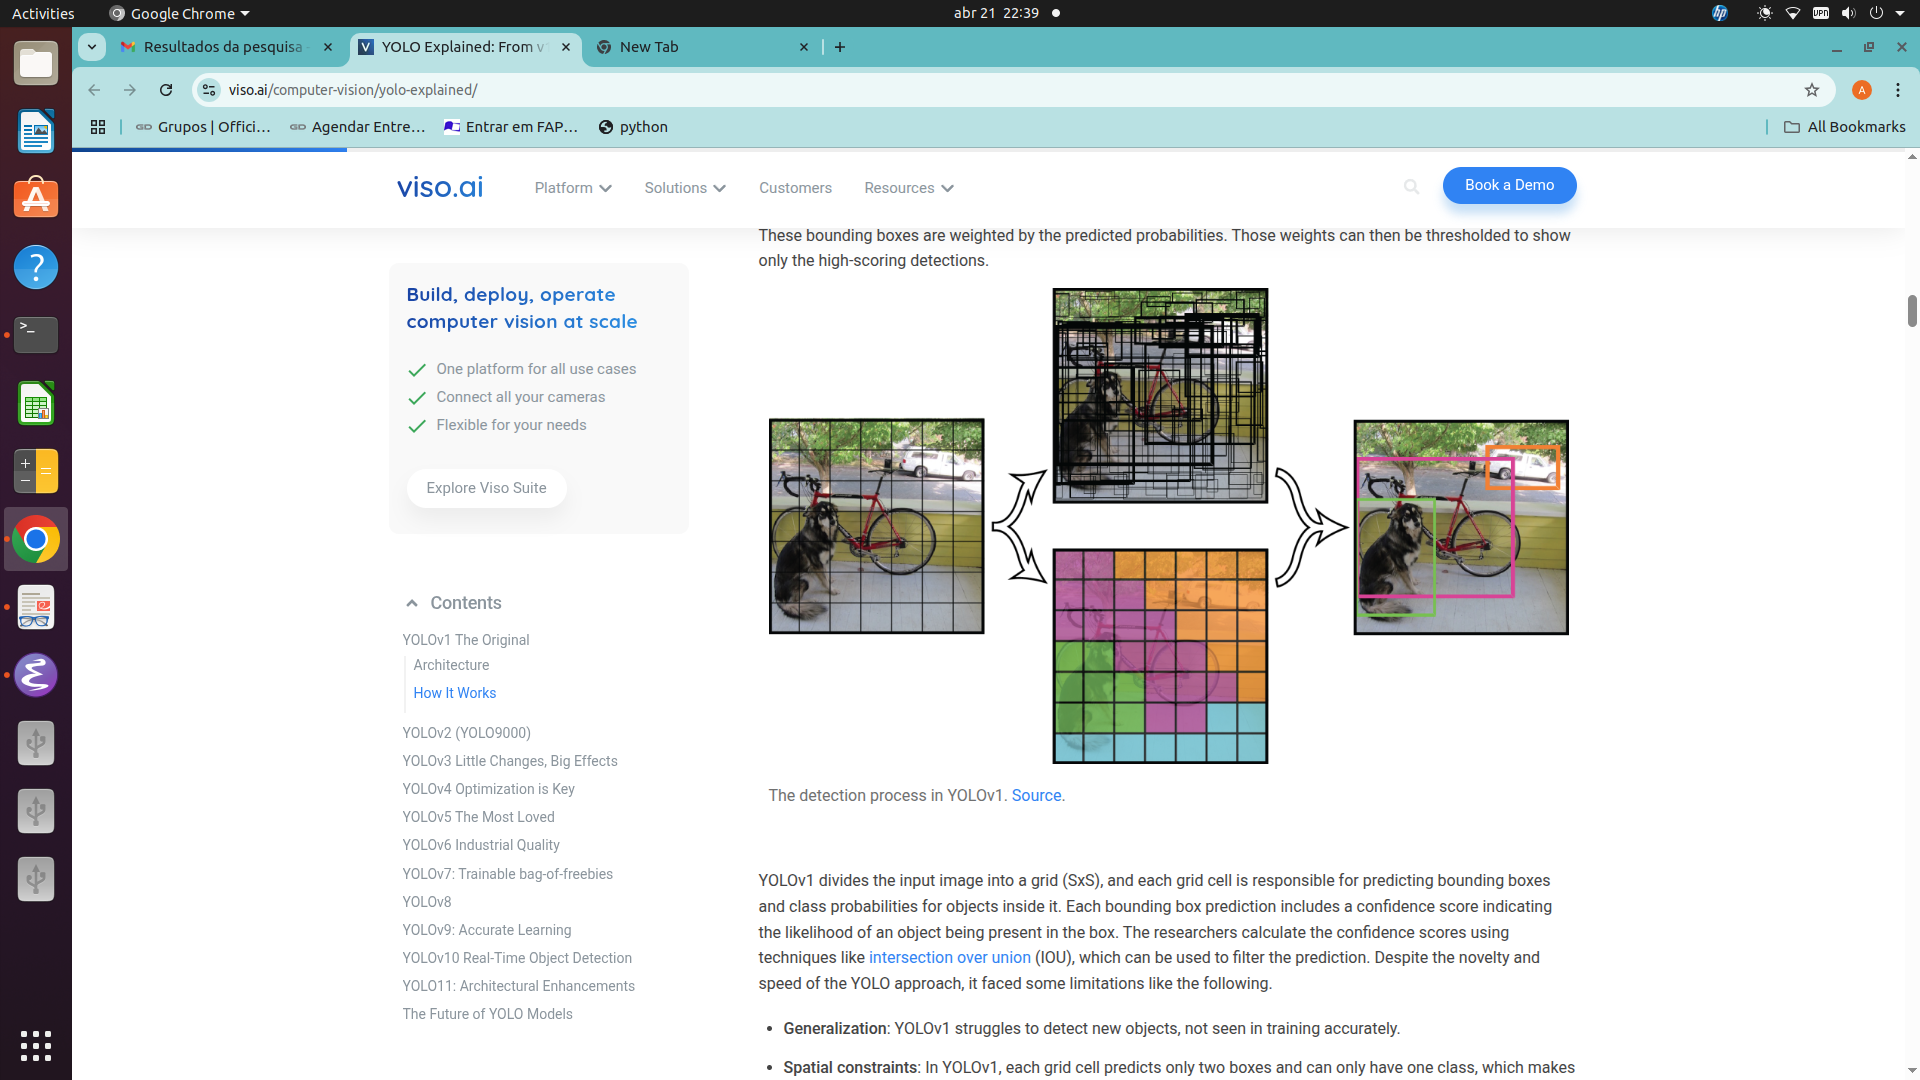 Activities
Google Chrome
abr 21 22:39
Resultados da pesquisa
YOLO Explained: From v
New Tab
viso.ai/computer-vision/yolo-explained/
A
Grupos | Offici...
Agendar Entre...
Entrar em FAP...
python
All Bookmarks
viso.ai
Platform
Solutions
Customers
Resources
Book a Demo
Build, deploy, operate
computer vision at scale
One platform for all use cases
Connect all your cameras
Flexible for your needs
Explore Viso Suite
Contents
YOLOv1 The Original
Architecture
How It Works
YOLOv2 (YOLO9000)
YOLOv3 Little Changes, Big Effects
YOLOv4 Optimization is Key
YOLOv5 The Most Loved
YOLOv6 Industrial Quality
YOLOv7: Trainable bag-of-freebies
YOLOv8
YOLOv9: Accurate Learning
YOLOv10 Real-Time Object Detection
YOLO11: Architectural Enhancements
The Future of YOLO Models
These bounding boxes are weighted by the predicted probabilities. Those weights can then be thresholded to show
only the high-scoring detections.
The detection process in YOLOv1. Source.
YOLOv1 divides the input image into a grid (SxS), and each grid cell is responsible for predicting bounding boxes
and class probabilities for objects inside it. Each bounding box prediction includes a confidence score indicating
the likelihood of an object being present in the box. The researchers calculate the confidence scores using
techniques like intersection over union (IOU), which can be used to filter the prediction. Despite the novelty and
speed of the YOLO approach, it faced some limitations like the following.
• Generalization: YOLOv1 struggles to detect new objects, not seen in training accurately.
• Spatial constraints: In YOLOv1, each grid cell predicts only two boxes and can only have one class, which makes